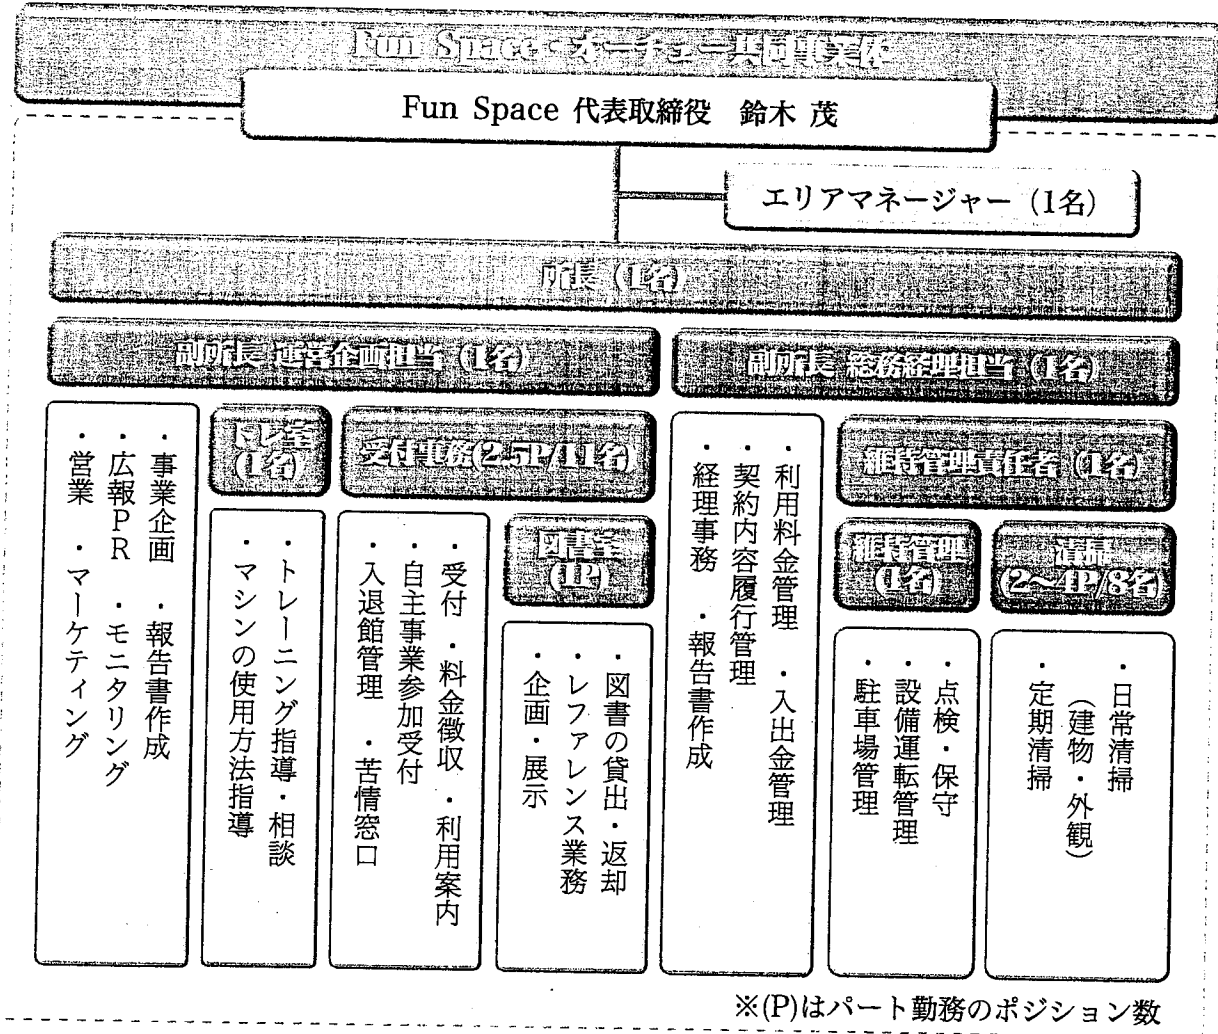 Fun Space・オーチュー共同事業体
Fun Space 代表取締役　鈴木 茂
エリアマネージャー（1名）
所長（1名）
副所長 運営企画担当（1名）
・事業企画　・報告書作成
・広報ＰＲ　・モニタリング
・営業　・マーケティング
トレ室
(1名)
・トレーニング指導・相談
・マシンの使用方法指導
受付事務(2.5P/11名)
・受付・料金徴収　・利用案内
・自主事業参加受付
・入退館管理　・苦情窓口
図書室
(1P)
・図書の貸出・返却
・レファレンス業務
・企画・展示
副所長 総務経理担当（1名）
・利用料金管理　・入出金管理
・契約内容履行管理
・経理事務　・報告書作成
維持管理責任者（1名）
維持管理
(1名)
・点検・保守
・設備運転管理
・駐車場管理
清掃
(2～4P/8名)
・日常清掃
（建物・外観）
・定期清掃
※(P)はパート勤務のポジション数